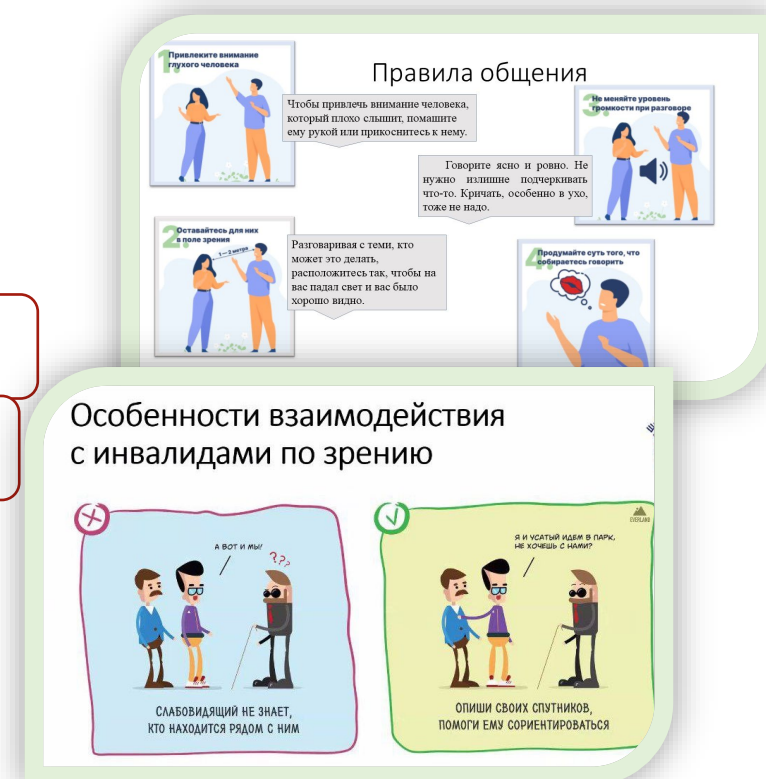 Правила общения
1.
Привлеките внимание
глухого человека
Чтобы привлечь внимание человека,
который плохо слышит, помашите
ему рукой или прикоснитесь к нему.
2.
Оставайтесь для них
в поле зрения
1 — 2 метра
Разговаривая с теми, кто
может это делать,
расположитесь так, чтобы на
вас падал свет и вас было
хорошо видно.
3.
Не меняйте уровень
громкости при разговоре
Говорите ясно и ровно. Не
нужно излишне подчеркивать
что-то. Кричать, особенно в ухо,
тоже не надо.
4.
Продумайте суть того, что
собираетесь говорить
Особенности взаимодействия
с инвалидами по зрению
А ВОТ И МЫ!
???
СЛАБОВИДЯЩИЙ НЕ ЗНАЕТ,
КТО НАХОДИТСЯ РЯДОМ С НИМ
EVERLAND
Я И УСАТЫЙ ИДЕМ В ПАРК,
НЕ ХОЧЕШЬ С НАМИ?
ОПИШИ СВОИХ СПУТНИКОВ,
ПОМОГИ ЕМУ СОРИЕНТИРОВАТЬСЯ